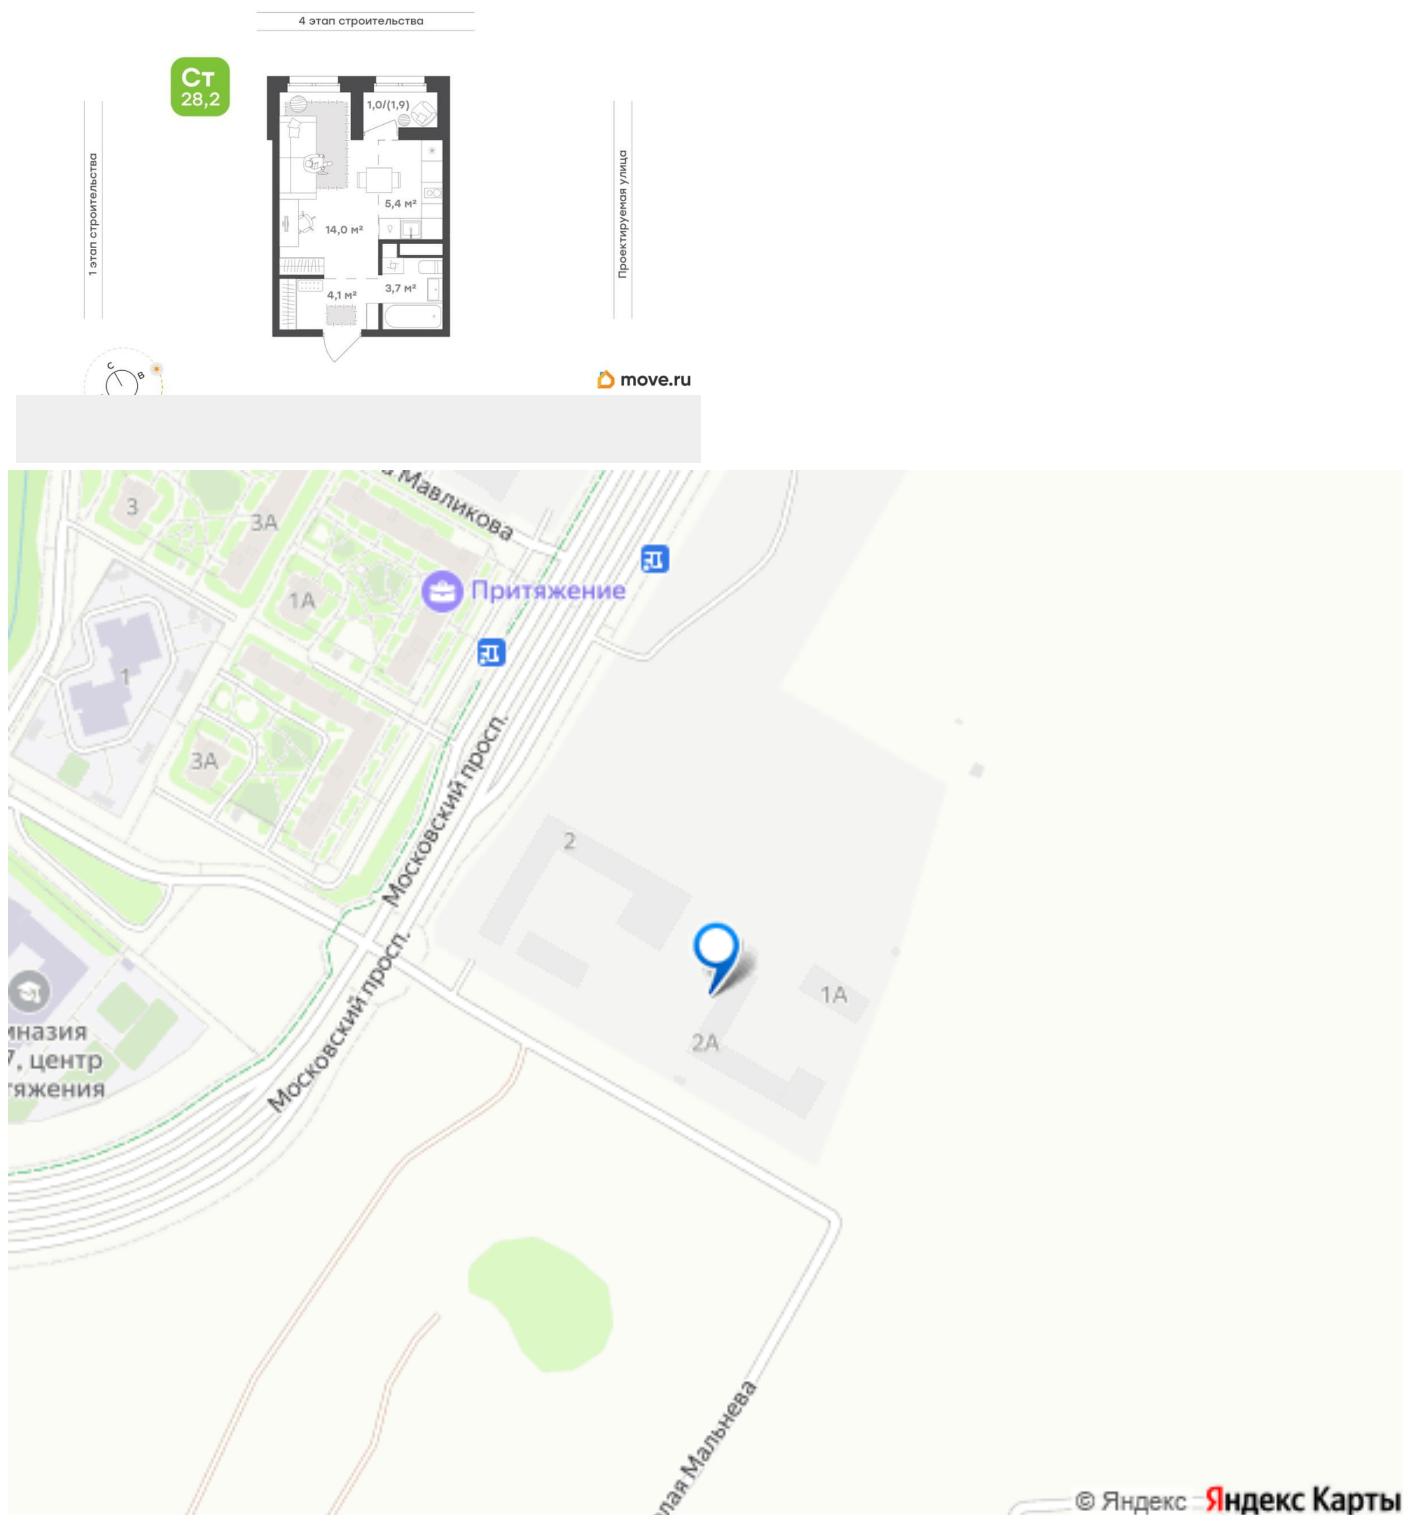 4 этап строительства
Ст
28,2
1,0/(1,9)
1 этап строительства
Проектируемая улица
5,4 м²
14,0 м²
4,1 м²
3,7 м²
С
В
move.ru
Мавликова
3
3А
1А
Притяжение
1
3А
Московский просп.
2
Московский просп.
1А
2А
7, центр
Мальнева
© Яндекс Яндекс Карты